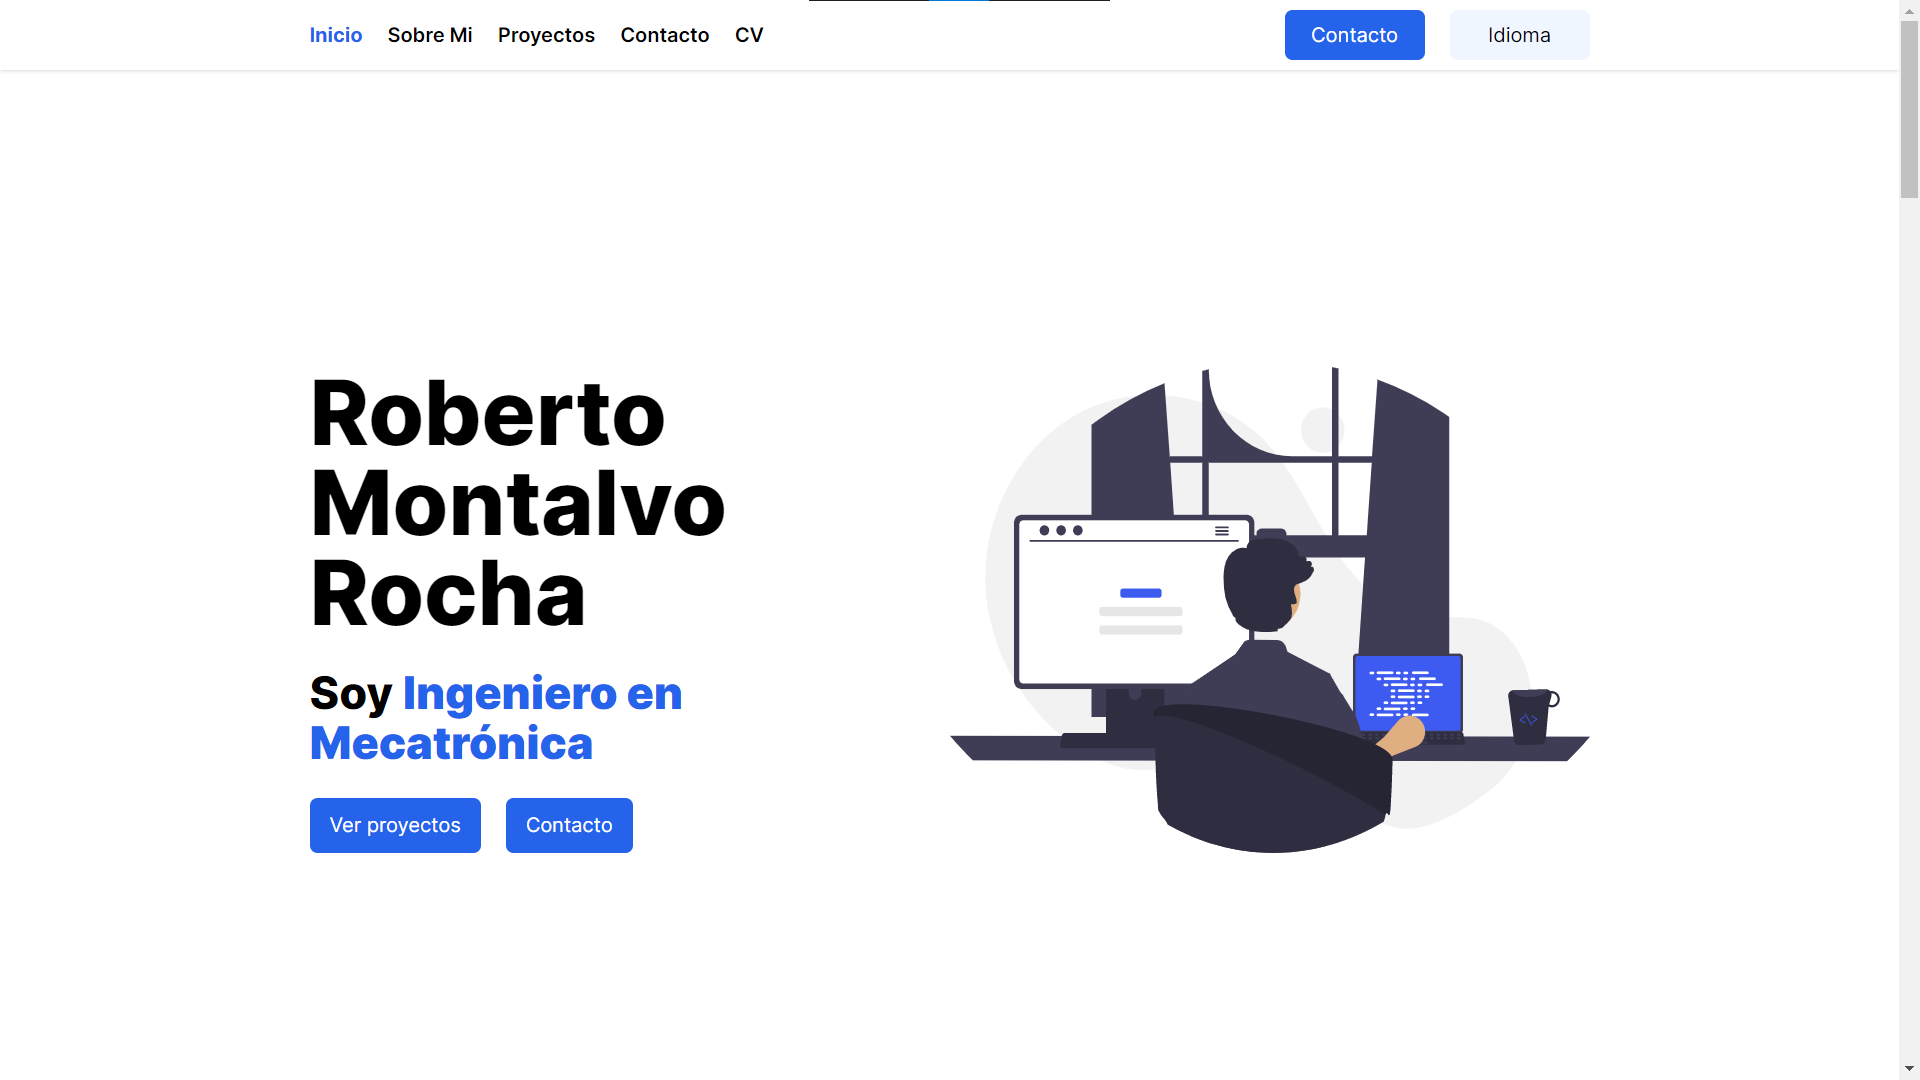 Inicio Sobre Mi Proyectos Contacto CV Contacto Idioma
Roberto
Montalvo
Rocha
Soy Ingeniero en
Mecatrónica
Ver proyectos Contacto